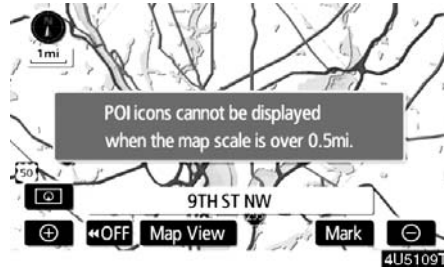 1mi
POI icons cannot be displayed
when the map scale is over 0.5mi.
50
9TH ST NW
OFF
Map View
Mark
4U5109